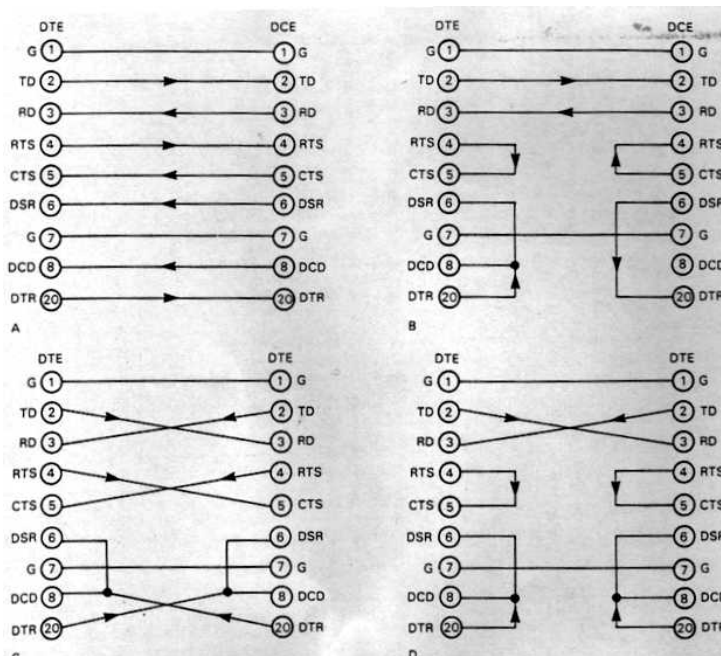 DTE DCE
G 1 1 G
TD 2 2 TD
RD 3 3 RD
RTS 4 4 RTS
CTS 5 5 CTS
DSR 6 6 DSR
G 7 7 G
DCD 8 8 DCD
DTR 20 20 DTR
A
G 1 1 G
TD 2 2 TD
RD 3 3 RD
RTS 4 4 RTS
CTS 5 5 CTS
DSR 6 6 DSR
G 7 7 G
DCD 8 8 DCD
DTR 20 20 DTR
B
DTE DTE
G 1 1 G
TD 2 2 TD
RD 3 3 RD
RTS 4 4 RTS
CTS 5 5 CTS
DSR 6 6 DSR
G 7 7 G
DCD 8 8 DCD
DTR 20 20 DTR
C
DTE DTE
G 1 1 G
TD 2 2 TD
RD 3 3 RD
RTS 4 4 RTS
CTS 5 5 CTS
DSR 6 6 DSR
G 7 7 G
DCD 8 8 DCD
DTR 20 20 DTR
D